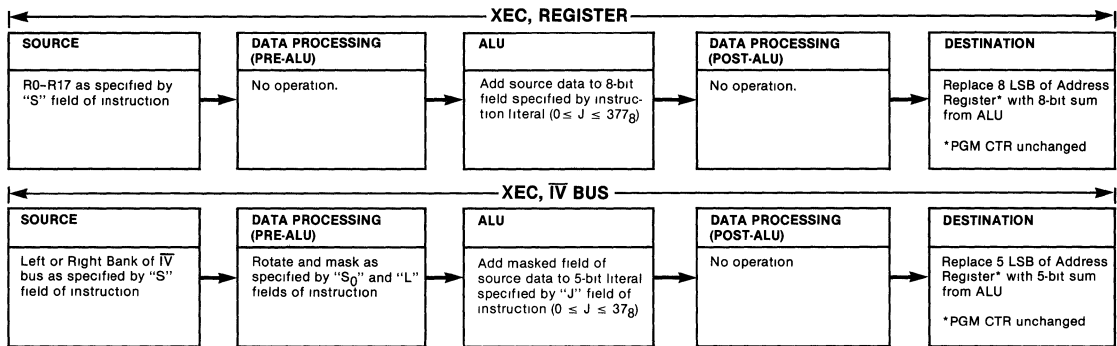 XEC, REGISTER
SOURCE
R0–R17 as specified by
"S" field of instruction
DATA PROCESSING
(PRE-ALU)
No operation.
ALU
Add source data to 8-bit
field specified by instruc-
tion literal (0≤ J ≤ 377₈)
DATA PROCESSING
(POST-ALU)
No operation.
DESTINATION
Replace 8 LSB of Address
Register* with 8-bit sum
from ALU
*PGM CTR unchanged
XEC, I̅V̅ BUS
SOURCE
Left or Right Bank of I̅V̅
bus as specified by "S"
field of instruction
DATA PROCESSING
(PRE-ALU)
Rotate and mask as
specified by "S₀" and "L"
fields of instruction
ALU
Add masked field of
source data to 5-bit literal
specified by "J" field of
instruction (0 ≤ J ≤ 37₈)
DATA PROCESSING
(POST-ALU)
No operation
DESTINATION
Replace 5 LSB of Address
Register* with 5-bit sum
from ALU
*PGM CTR unchanged